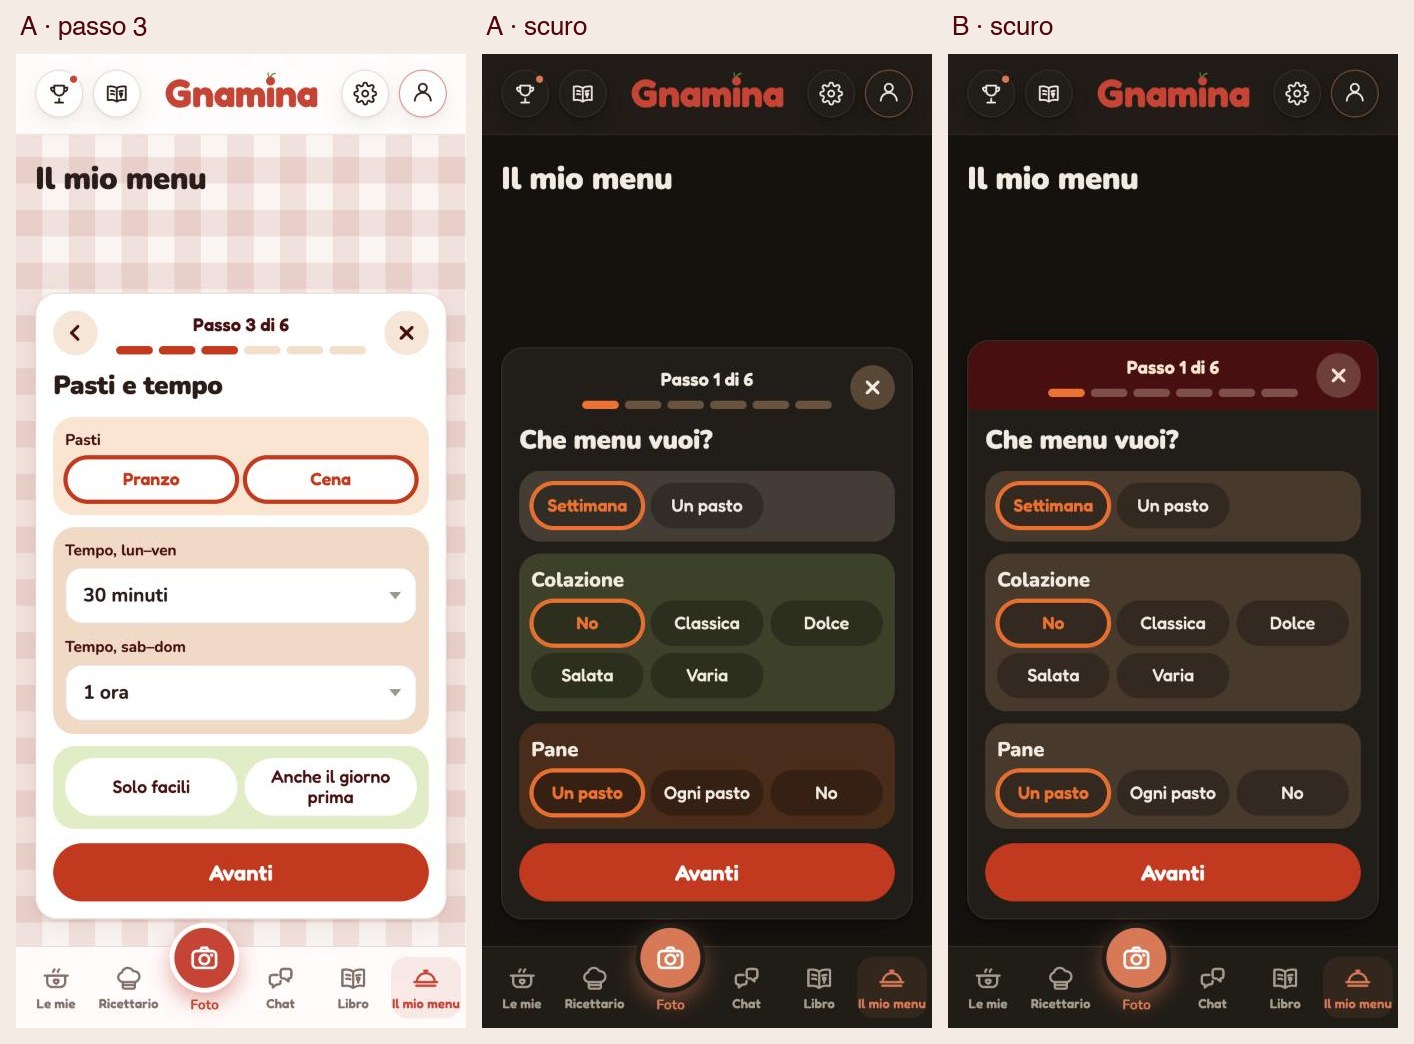 A · passo 3
Gnamina
Il mio menu
Passo 3 di 6
Pasti e tempo
Pasti
Pranzo
Cena
Tempo, lun–ven
30 minuti
Tempo, sab–dom
1 ora
Solo facili
Anche il giorno
prima
Avanti
Le mie
Ricettario
Foto
Chat
Libro
Il mio menu
A · scuro
Gnamina
Il mio menu
Passo 1 di 6
Che menu vuoi?
Settimana
Un pasto
Colazione
No
Classica
Dolce
Salata
Varia
Pane
Un pasto
Ogni pasto
No
Avanti
Le mie
Ricettario
Foto
Chat
Libro
Il mio menu
B · scuro
Gnamina
Il mio menu
Passo 1 di 6
Che menu vuoi?
Settimana
Un pasto
Colazione
No
Classica
Dolce
Salata
Varia
Pane
Un pasto
Ogni pasto
No
Avanti
Le mie
Ricettario
Foto
Chat
Libro
Il mio menu